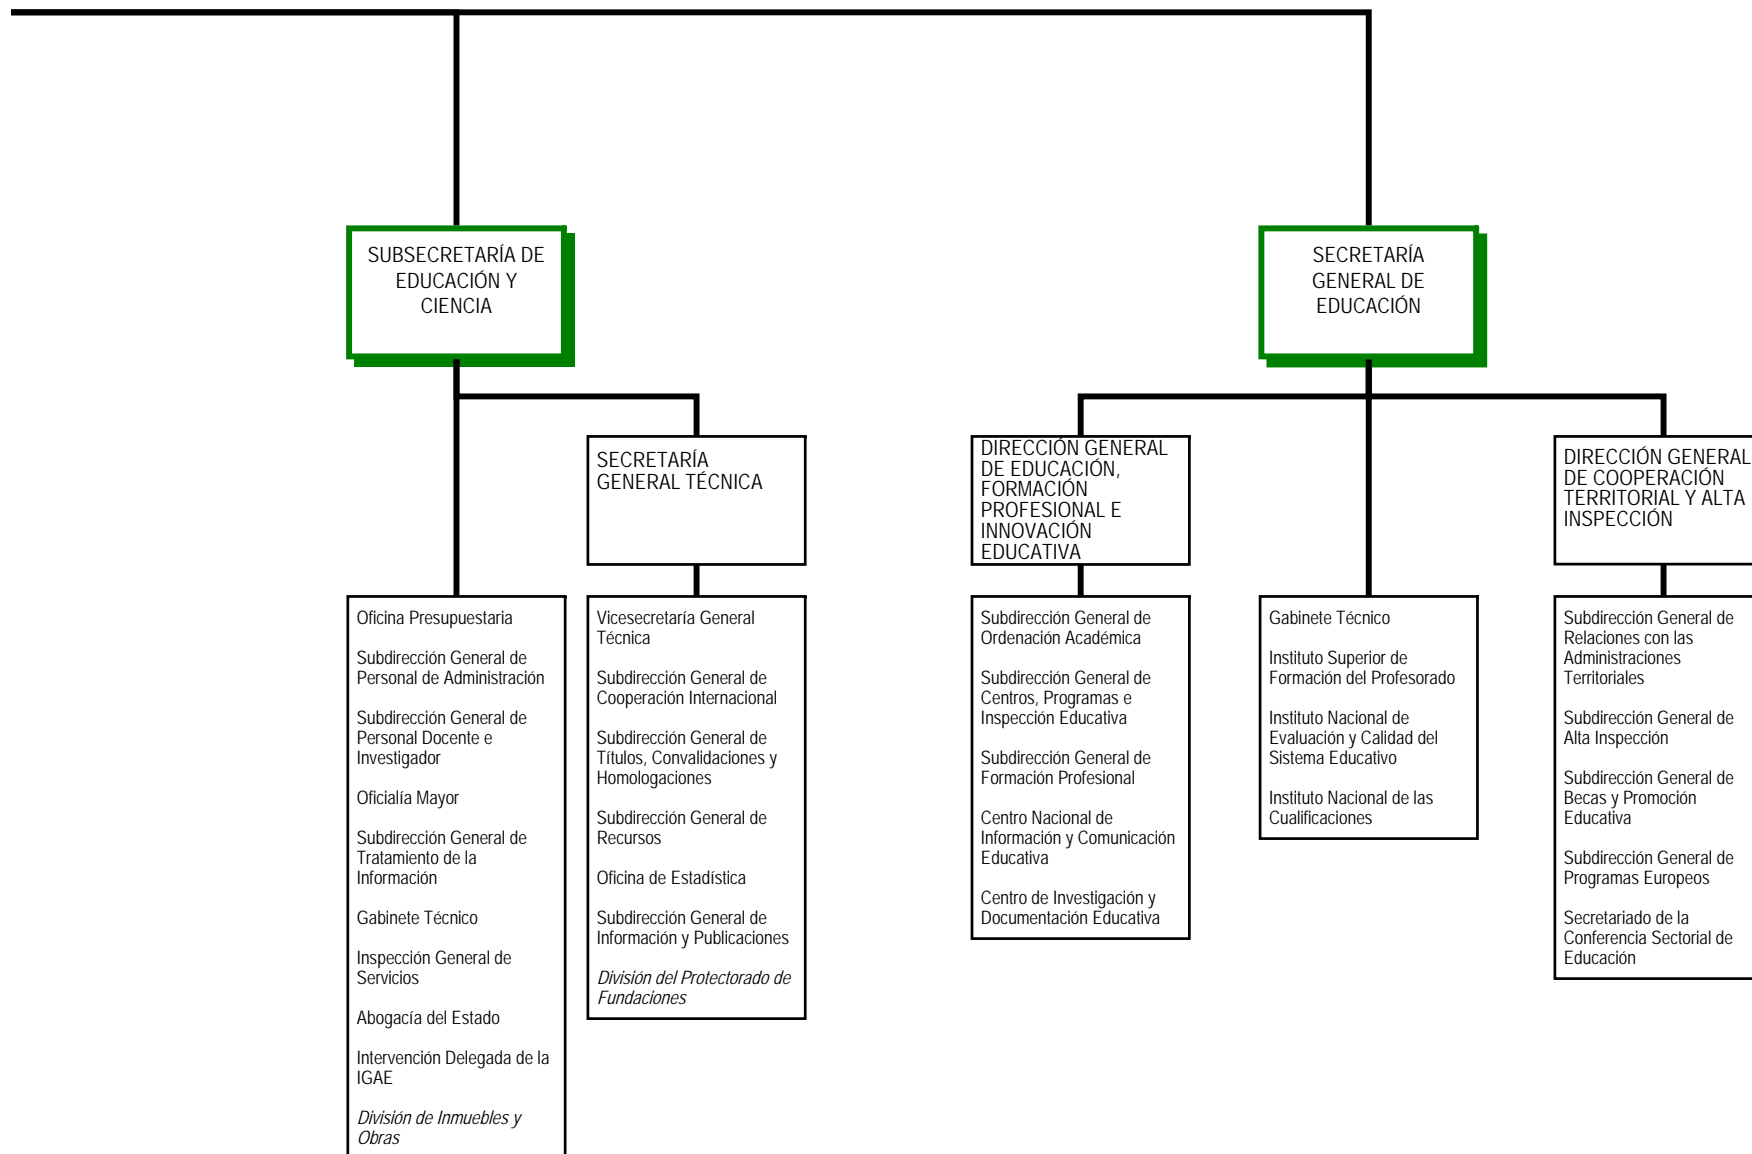 SUBSECRETARÍA DE
EDUCACIÓN Y
CIENCIA
SECRETARÍA
GENERAL DE
EDUCACIÓN
SECRETARÍA
GENERAL TÉCNICA
DIRECCIÓN GENERAL
DE EDUCACIÓN,
FORMACIÓN
PROFESIONAL E
INNOVACIÓN
EDUCATIVA
DIRECCIÓN GENERAL
DE COOPERACIÓN
TERRITORIAL Y ALTA
INSPECCIÓN
Oficina Presupuestaria
Subdirección General de
Personal de Administración
Subdirección General de
Personal Docente e
Investigador
Oficialía Mayor
Subdirección General de
Tratamiento de la
Información
Gabinete Técnico
Inspección General de
Servicios
Abogacía del Estado
Intervención Delegada de la
IGAE
División de Inmuebles y
Obras
Vicesecretaría General
Técnica
Subdirección General de
Cooperación Internacional
Subdirección General de
Títulos, Convalidaciones y
Homologaciones
Subdirección General de
Recursos
Oficina de Estadística
Subdirección General de
Información y Publicaciones
División del Protectorado de
Fundaciones
Subdirección General de
Ordenación Académica
Subdirección General de
Centros, Programas e
Inspección Educativa
Subdirección General de
Formación Profesional
Centro Nacional de
Información y Comunicación
Educativa
Centro de Investigación y
Documentación Educativa
Gabinete Técnico
Instituto Superior de
Formación del Profesorado
Instituto Nacional de
Evaluación y Calidad del
Sistema Educativo
Instituto Nacional de las
Cualificaciones
Subdirección General de
Relaciones con las
Administraciones
Territoriales
Subdirección General de
Alta Inspección
Subdirección General de
Becas y Promoción
Educativa
Subdirección General de
Programas Europeos
Secretariado de la
Conferencia Sectorial de
Educación